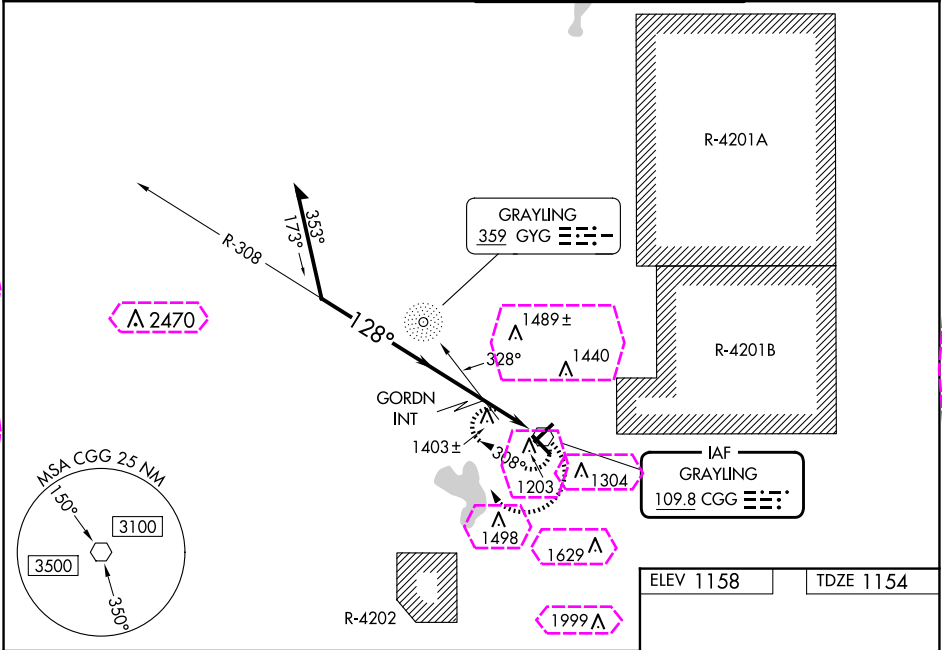 R-4201A
GRAYLING
359 GYG
353°
173°
R-308
2470
128°
1489 ±
1440
328°
R-4201B
GORDN
INT
1403 ±
308°
1203
1304
IAF
GRAYLING
109.8 CGG
MSA CGG 25 NM
150°
3100
3500
350°
1498
1629
R-4202
1999
ELEV 1158
TDZE 1154